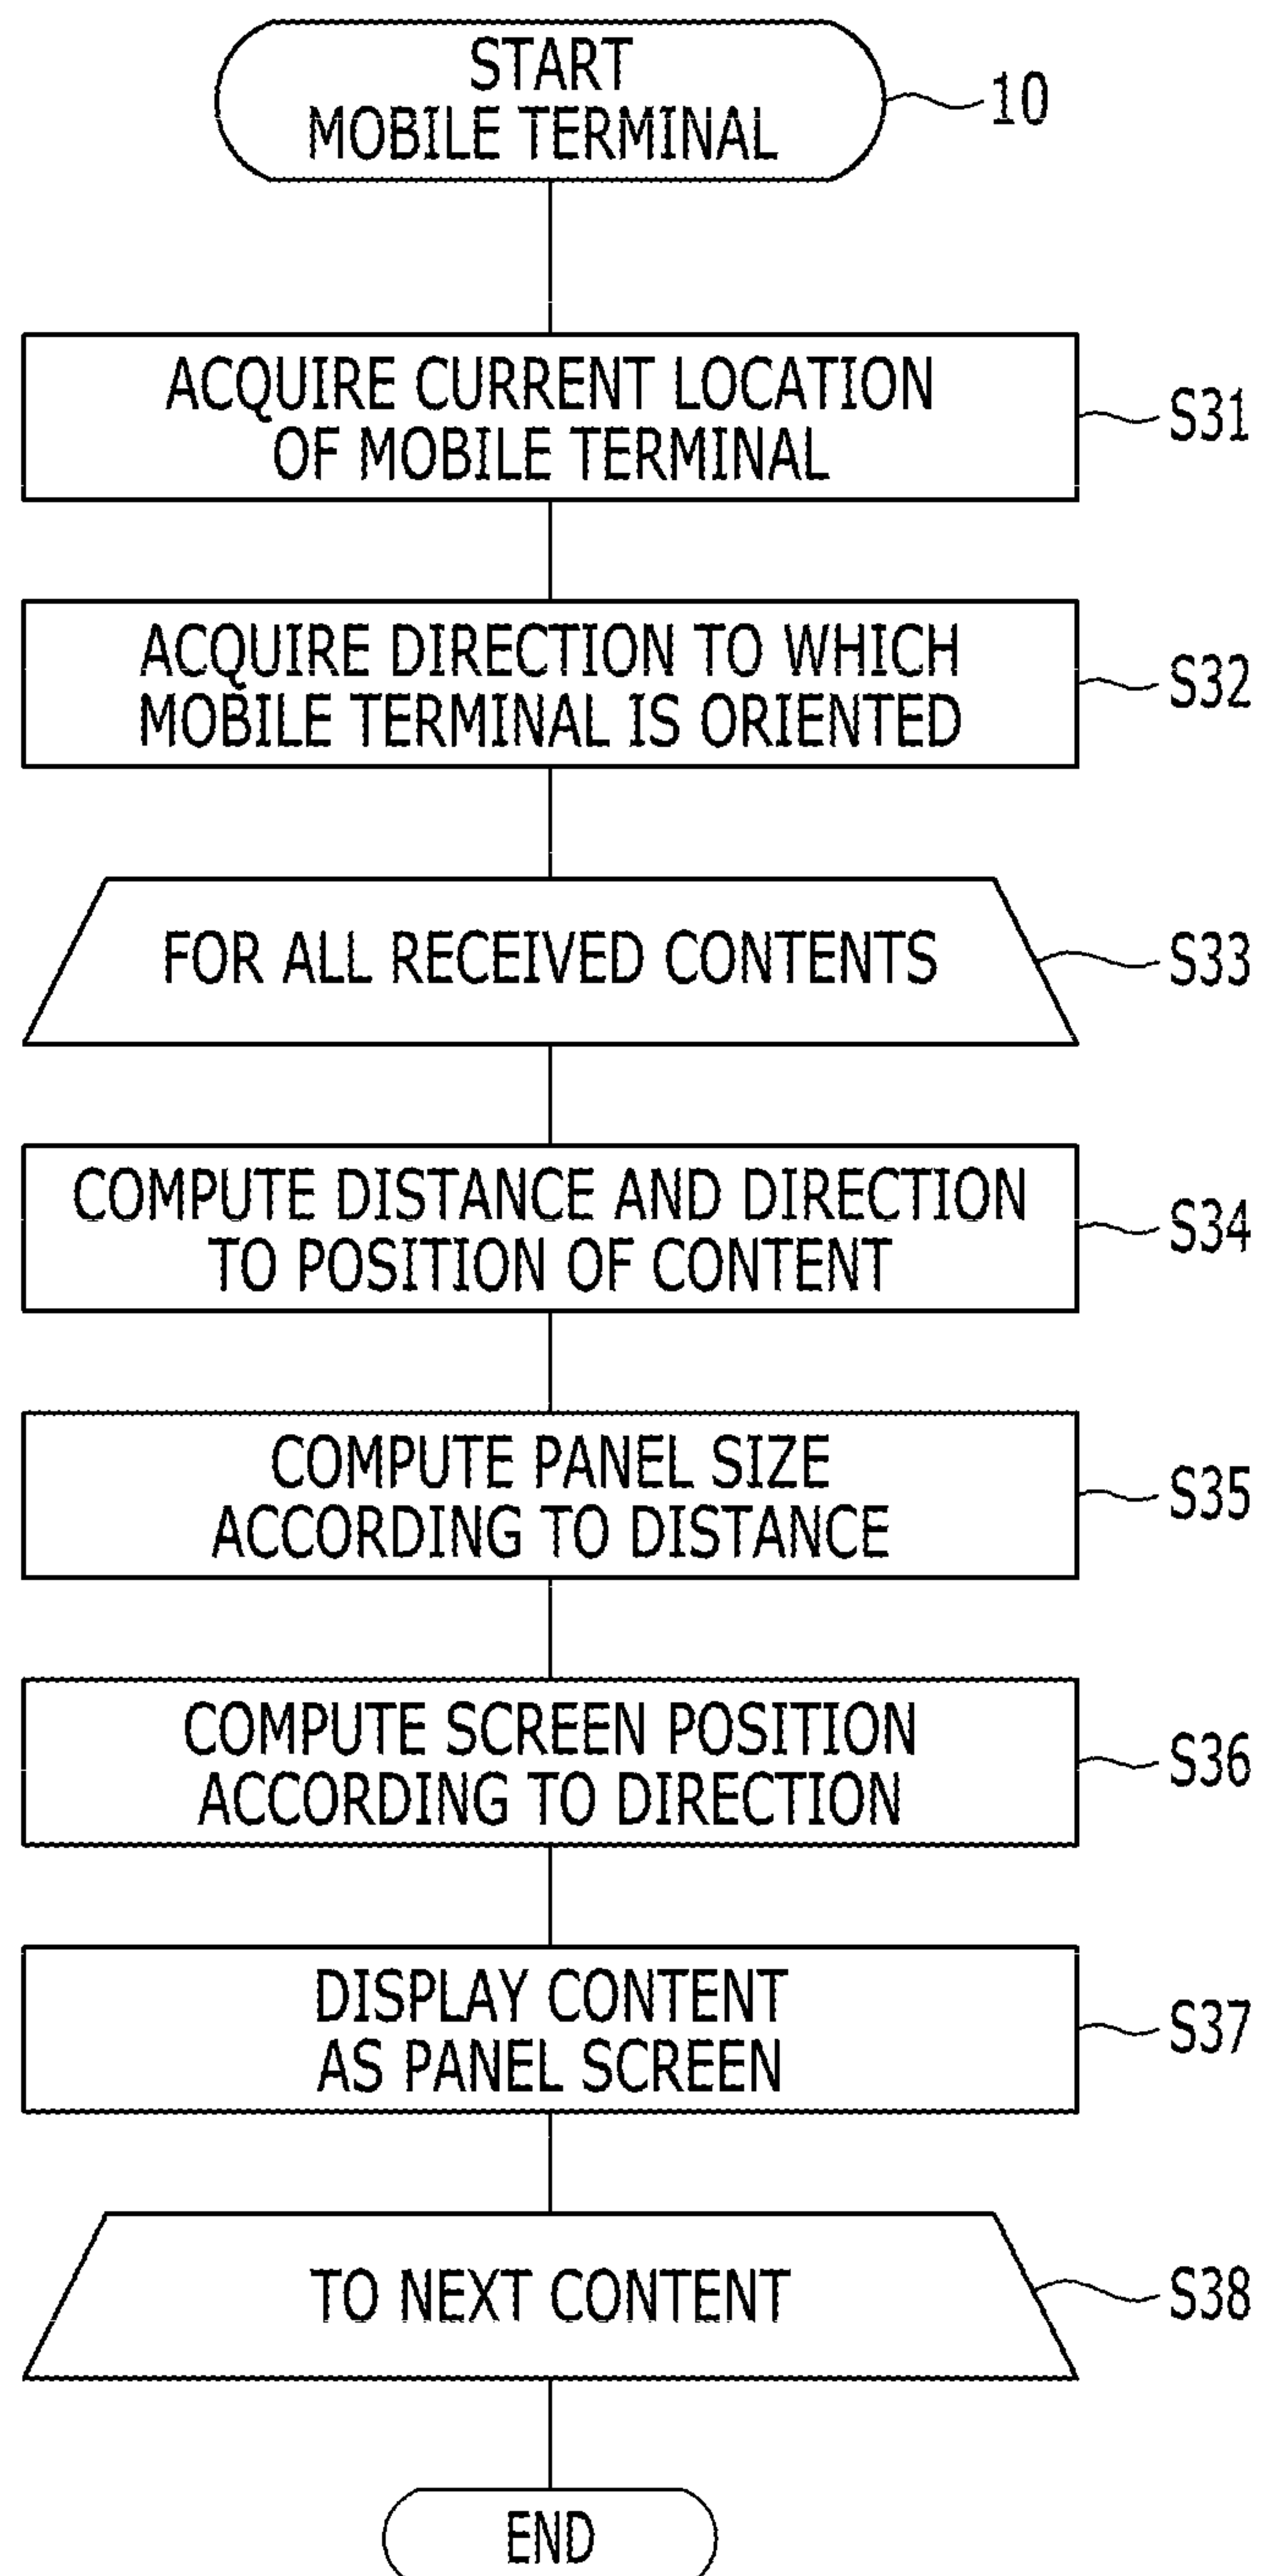 START
MOBILE TERMINAL
10
ACQUIRE CURRENT LOCATION
OF MOBILE TERMINAL
S31
ACQUIRE DIRECTION TO WHICH
MOBILE TERMINAL IS ORIENTED
S32
FOR ALL RECEIVED CONTENTS
S33
COMPUTE DISTANCE AND DIRECTION
TO POSITION OF CONTENT
S34
COMPUTE PANEL SIZE
ACCORDING TO DISTANCE
S35
COMPUTE SCREEN POSITION
ACCORDING TO DIRECTION
S36
DISPLAY CONTENT
AS PANEL SCREEN
S37
TO NEXT CONTENT
S38
END